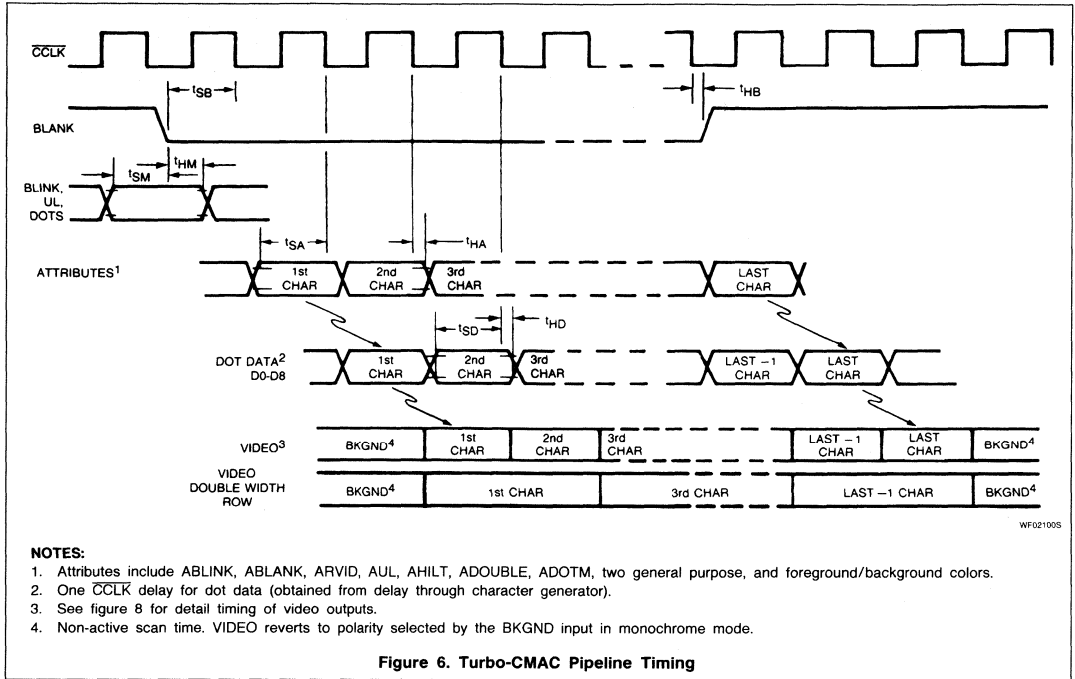 CCLK
tSB
tHB
BLANK
tHM
tSM
BLINK,
UL,
DOTS
tSA
tHA
ATTRIBUTES1
1st
CHAR
2nd
CHAR
3rd
CHAR
LAST
CHAR
tSD
tHD
DOT DATA2
D0-D8
1st
CHAR
2nd
CHAR
3rd
CHAR
LAST −1
CHAR
LAST
CHAR
VIDEO3
BKGND4
1st
CHAR
2nd
CHAR
3rd
CHAR
LAST −1
CHAR
LAST
CHAR
BKGND4
VIDEO
DOUBLE WIDTH
ROW
BKGND4
1st CHAR
3rd CHAR
LAST −1 CHAR
BKGND4
WF02100S
NOTES:
1. Attributes include ABLINK, ABLANK, ARVID, AUL, AHILT, ADOUBLE, ADOTM, two general purpose, and foreground/background colors.
2. One CCLK delay for dot data (obtained from delay through character generator).
3. See figure 8 for detail timing of video outputs.
4. Non-active scan time. VIDEO reverts to polarity selected by the BKGND input in monochrome mode.
Figure 6. Turbo-CMAC Pipeline Timing